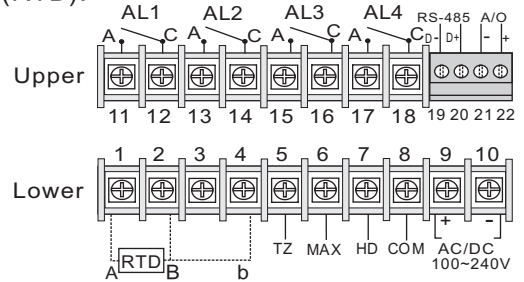 AL1 AL2 AL3 AL4 RS-485 A/O
A C A C A C A C D- D+ - +
Upper
11 12 13 14 15 16 17 18 19 20 21 22
1 2 3 4 5 6 7 8 9 10
Lower
+ -
A RTD B b TZ MAX HD COM AC/DC
100~240V